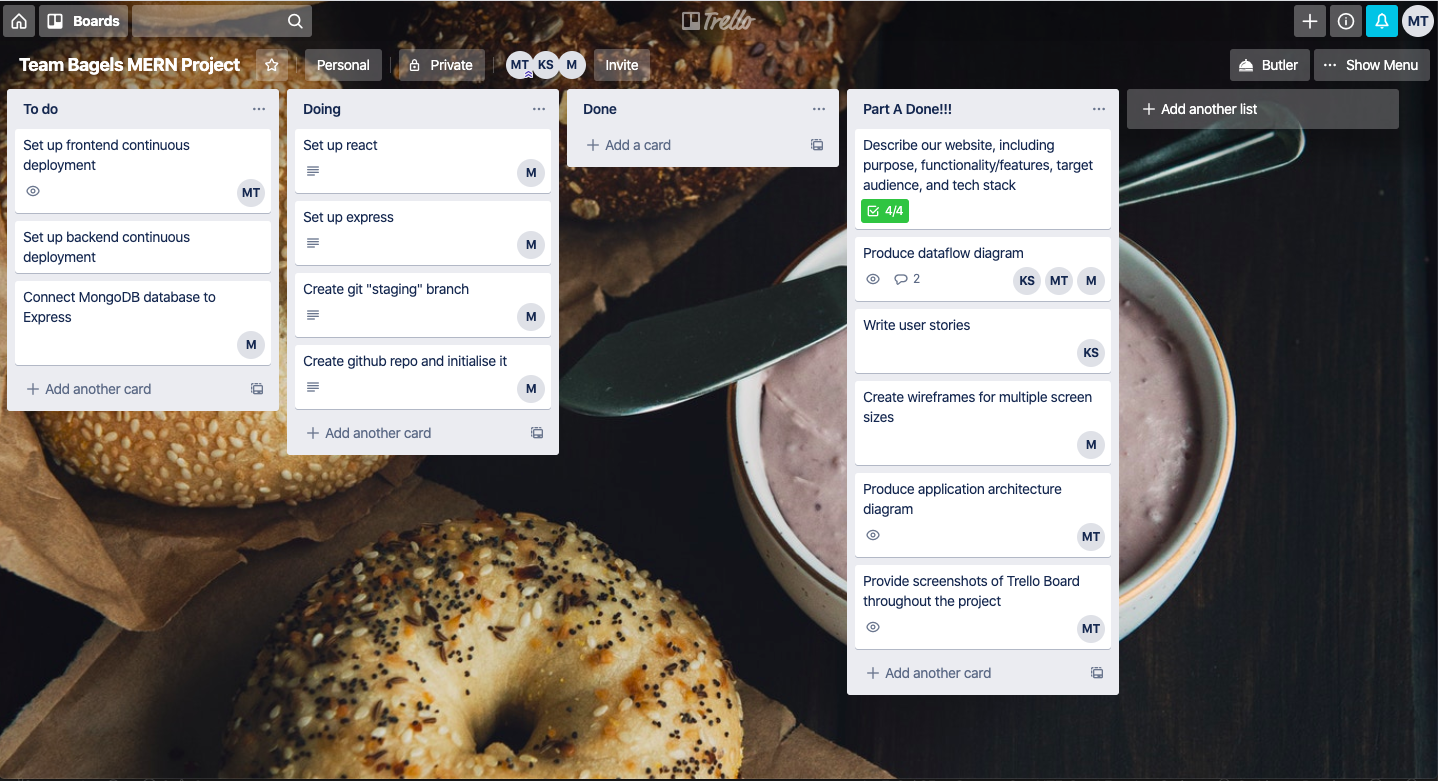 Boards
Trello
MT
Team Bagels MERN Project
Personal
Private
MT KS M
Invite
Butler
Show Menu
To do
Set up frontend continuous
deployment
MT
Set up backend continuous
deployment
Connect MongoDB database to
Express
M
Add another card
Doing
Set up react
M
Set up express
M
Create git "staging" branch
M
Create github repo and initialise it
M
Add another card
Done
Add a card
Part A Done!!!
Describe our website, including
purpose, functionality/features, target
audience, and tech stack
4/4
Produce dataflow diagram
2 KS MT M
Write user stories
KS
Create wireframes for multiple screen
sizes
M
Produce application architecture
diagram
MT
Provide screenshots of Trello Board
throughout the project
MT
Add another card
Add another list